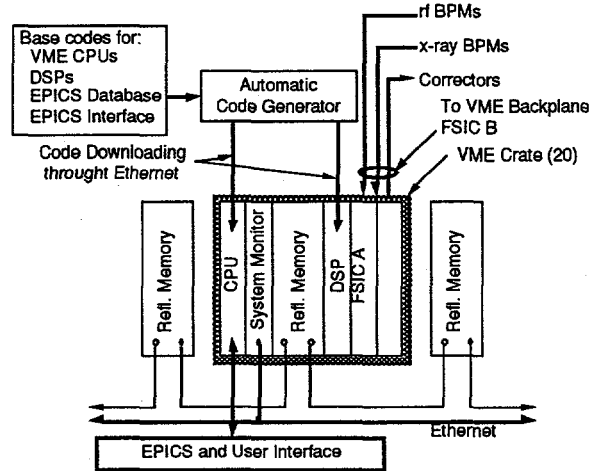 Base codes for:
VME CPUs
DSPs
EPICS Database
EPICS Interface
Automatic
Code Generator
rf BPMs
x-ray BPMs
Correctors
To VME Backplane
FSIC B
VME Crate (20)
Code Downloading
throught Ethernet
Refl. Memory
CPU
System Monitor
Refl. Memory
DSP
FSIC A
Refl. Memory
Ethernet
EPICS and User Interface